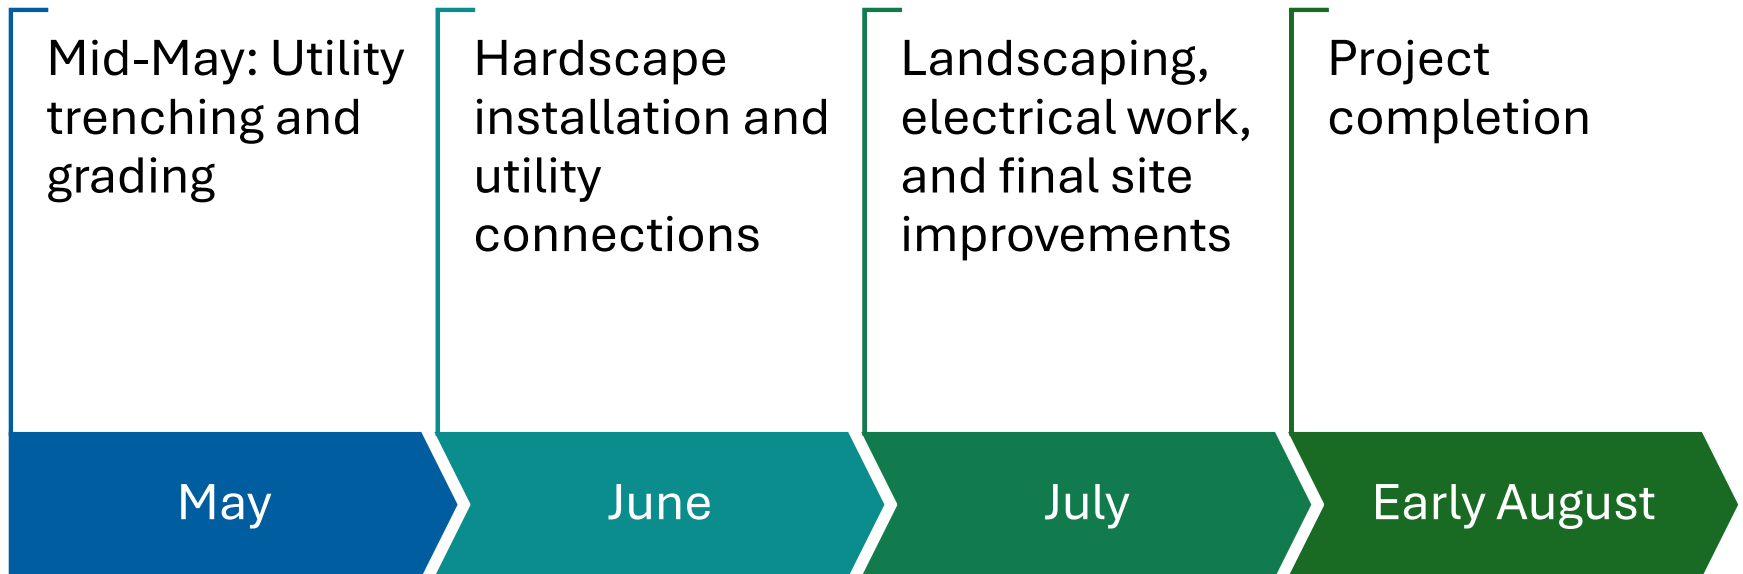 Mid-May: Utility
trenching and
grading
Hardscape
installation and
utility
connections
Landscaping,
electrical work,
and final site
improvements
Project
completion
May
June
July
Early August